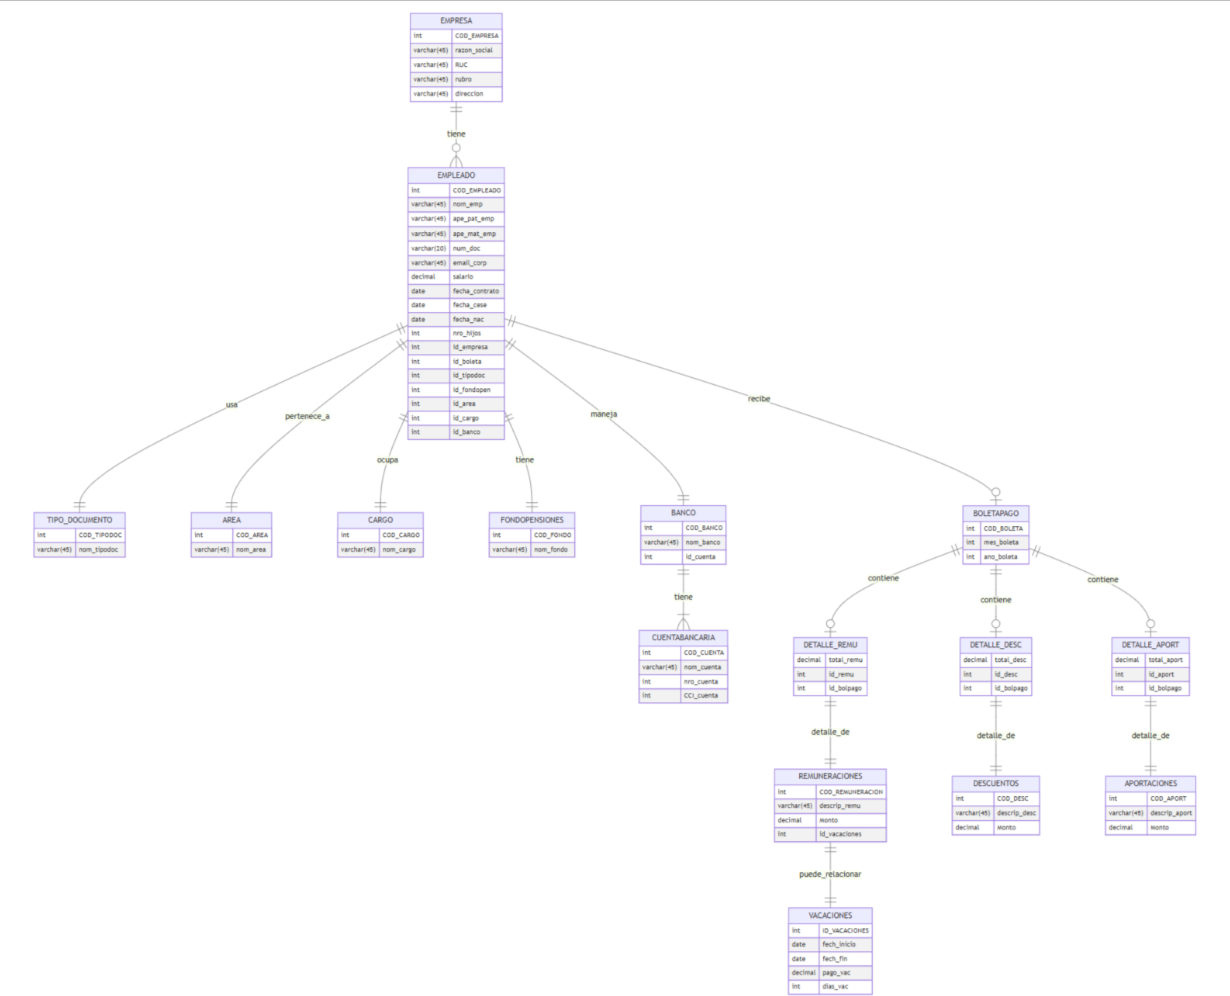 EMPRESA
int COD_EMPRESA
varchar(45) razon_social
varchar(45) RUC
varchar(45) rubro
varchar(45) direccion
tiene
EMPLEADO
int COD_EMPLEADO
varchar(45) nom_emp
varchar(45) ape_pat_emp
varchar(45) ape_mat_emp
varchar(20) num_doc
varchar(45) email_corp
decimal salario
date fecha_contrato
date fecha_cese
date fecha_nac
int nro_hijos
int id_empresa
int id_boleta
int id_tipodoc
int id_fondopen
int id_area
int id_cargo
int id_banco
usa
pertenece_a
ocupa
tiene
maneja
recibe
TIPO_DOCUMENTO
int COD_TIPODOC
varchar(45) nom_tipodoc
AREA
int COD_AREA
varchar(45) nom_area
CARGO
int COD_CARGO
varchar(45) nom_cargo
FONDOPENSIONES
int COD_FONDO
varchar(45) nom_fondo
BANCO
int COD_BANCO
varchar(45) nom_banco
int id_cuenta
tiene
CUENTABANCARIA
int COD_CUENTA
varchar(45) nom_cuenta
int nro_cuenta
int CCI_cuenta
BOLETAPAGO
int COD_BOLETA
int mes_boleta
int ano_boleta
contiene
contiene
contiene
DETALLE_REMU
decimal total_remu
int id_remu
int id_bolpago
DETALLE_DESC
decimal total_desc
int id_desc
int id_bolpago
DETALLE_APORT
decimal total_aport
int id_aport
int id_bolpago
detalle_de
detalle_de
detalle_de
REMUNERACIONES
int COD_REMUNERACION
varchar(45) descrip_remu
decimal Monto
int id_vacaciones
DESCUENTOS
int COD_DESC
varchar(45) descrip_desc
decimal Monto
APORTACIONES
int COD_APORT
varchar(45) descrip_aport
decimal Monto
puede_relacionar
VACACIONES
int ID_VACACIONES
date fech_inicio
date fech_fin
decimal pago_vac
int dias_vac